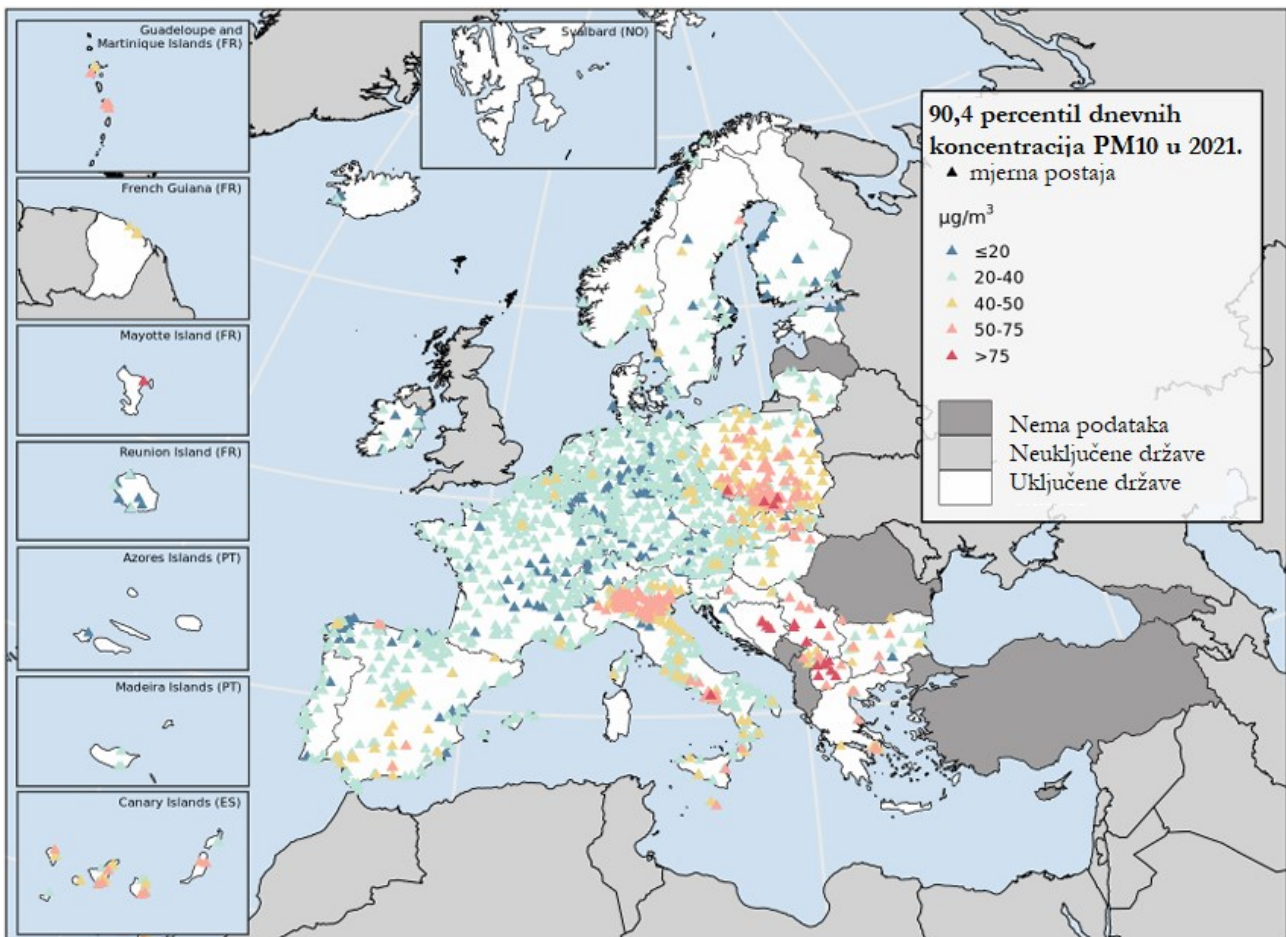 Guadeloupe and
Martinique Islands (FR)
Svalbard (NO)
French Guiana (FR)
Mayotte Island (FR)
Reunion Island (FR)
Azores Islands (PT)
Madeira Islands (PT)
Canary Islands (ES)
90,4 percentil dnevnih
koncentracija PM10 u 2021.
mjerna postaja
µg/m³
≤20
20-40
40-50
50-75
>75
Nema podataka
Neuključene države
Uključene države